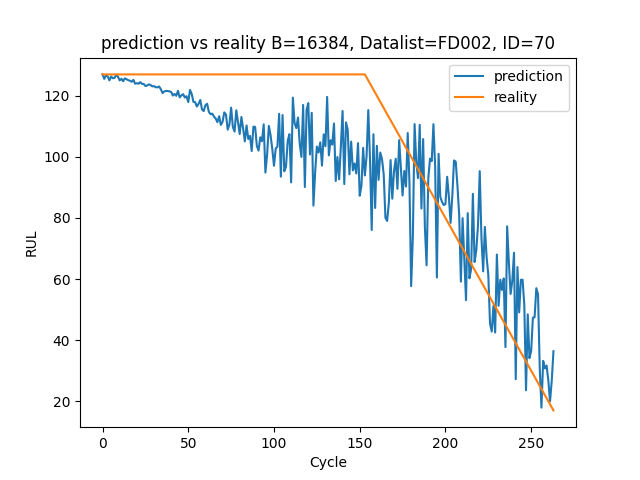 prediction vs reality B=16384, Datalist=FD002, ID=70
prediction
reality
120
100
80
60
40
20
RUL
0 50 100 150 200 250
Cycle